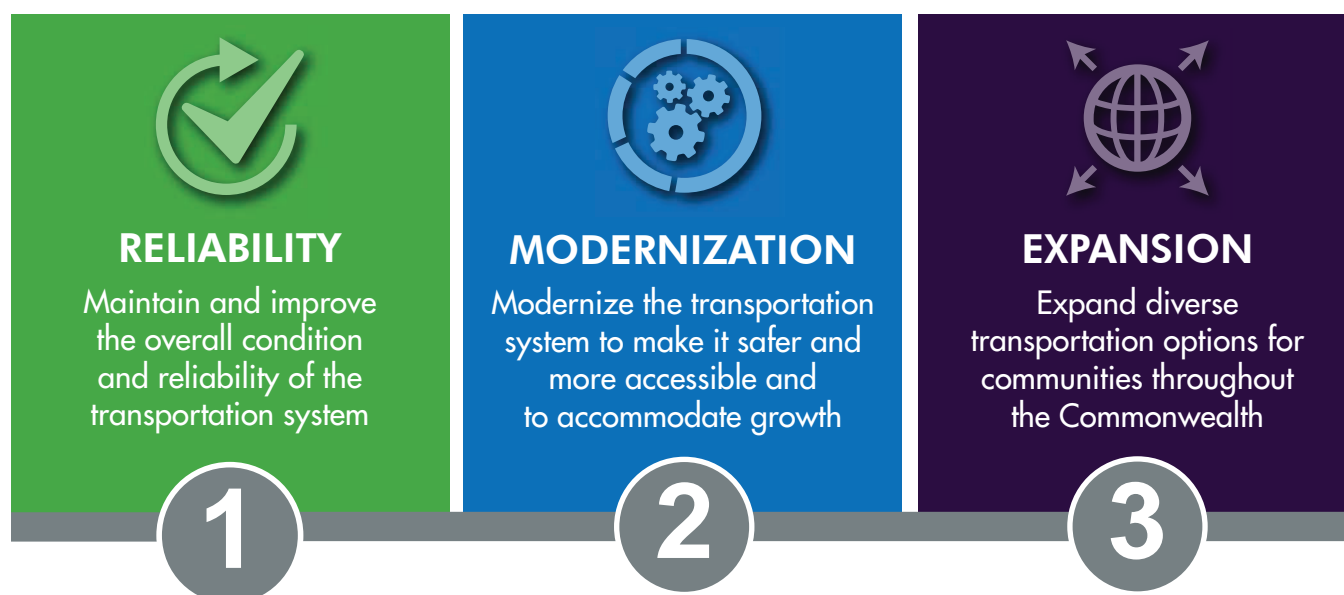 RELIABILITY
Maintain and improve
the overall condition
and reliability of the
transportation system
1
MODERNIZATION
Modernize the transportation
system to make it safer and
more accessible and
to accommodate growth
2
EXPANSION
Expand diverse
transportation options for
communities throughout
the Commonwealth
3